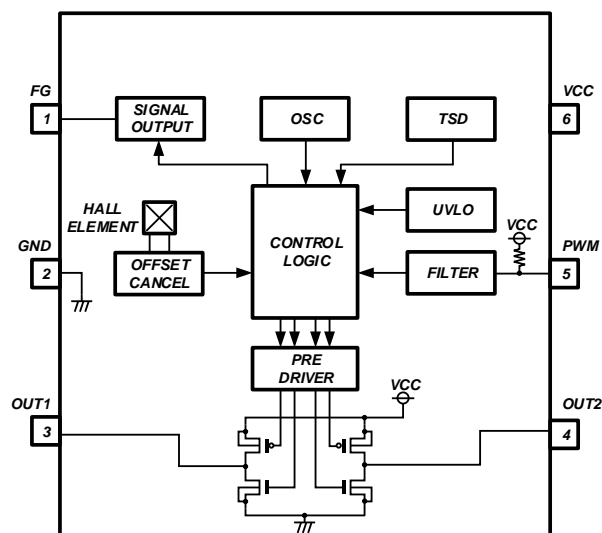 FG
1
SIGNAL
OUTPUT
OSC
TSD
VCC
6
HALL
ELEMENT
UVLO
CONTROL
LOGIC
GND
2
OFFSET
CANCEL
FILTER
VCC
PWM
5
PRE
DRIVER
OUT1
3
VCC
OUT2
4